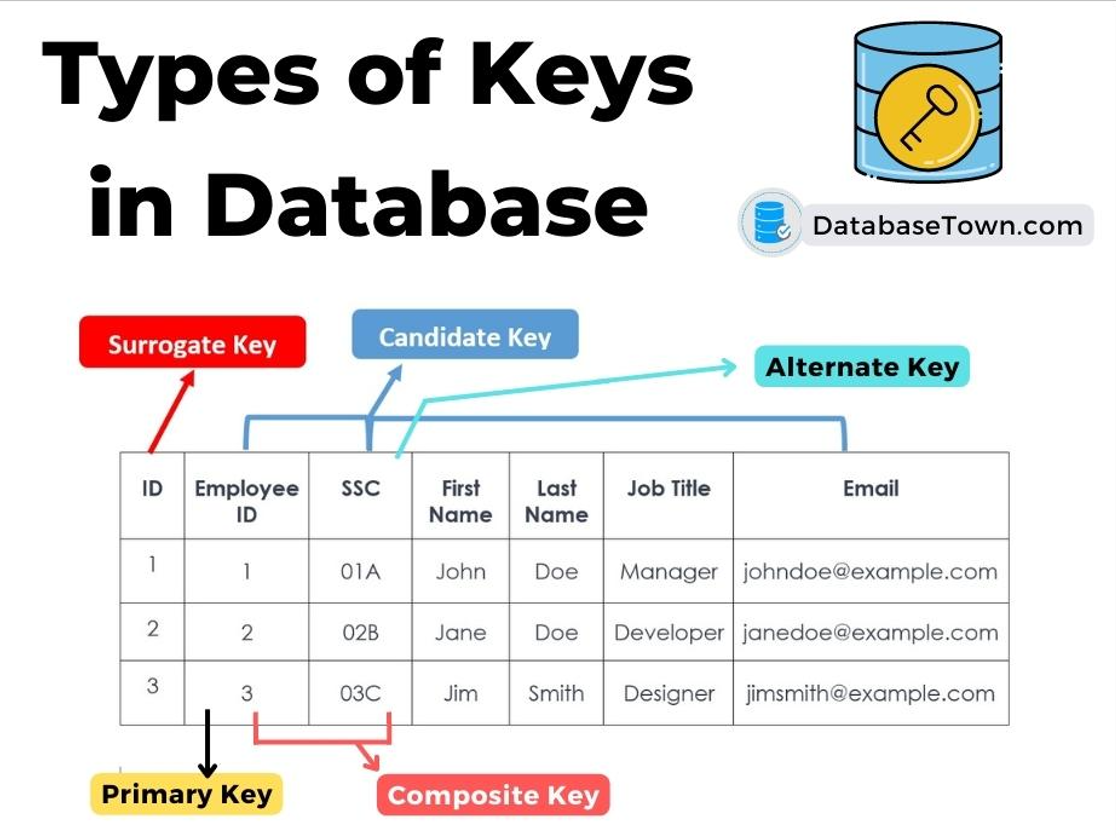 Types of Keys
in Database
DatabaseTown.com
Surrogate Key
Candidate Key
Alternate Key
ID Employee ID SSC First Name Last Name Job Title Email
1 1 01A John Doe Manager johndoe@example.com
2 2 02B Jane Doe Developer janedoe@example.com
3 3 03C Jim Smith Designer jimsmith@example.com
Primary Key
Composite Key